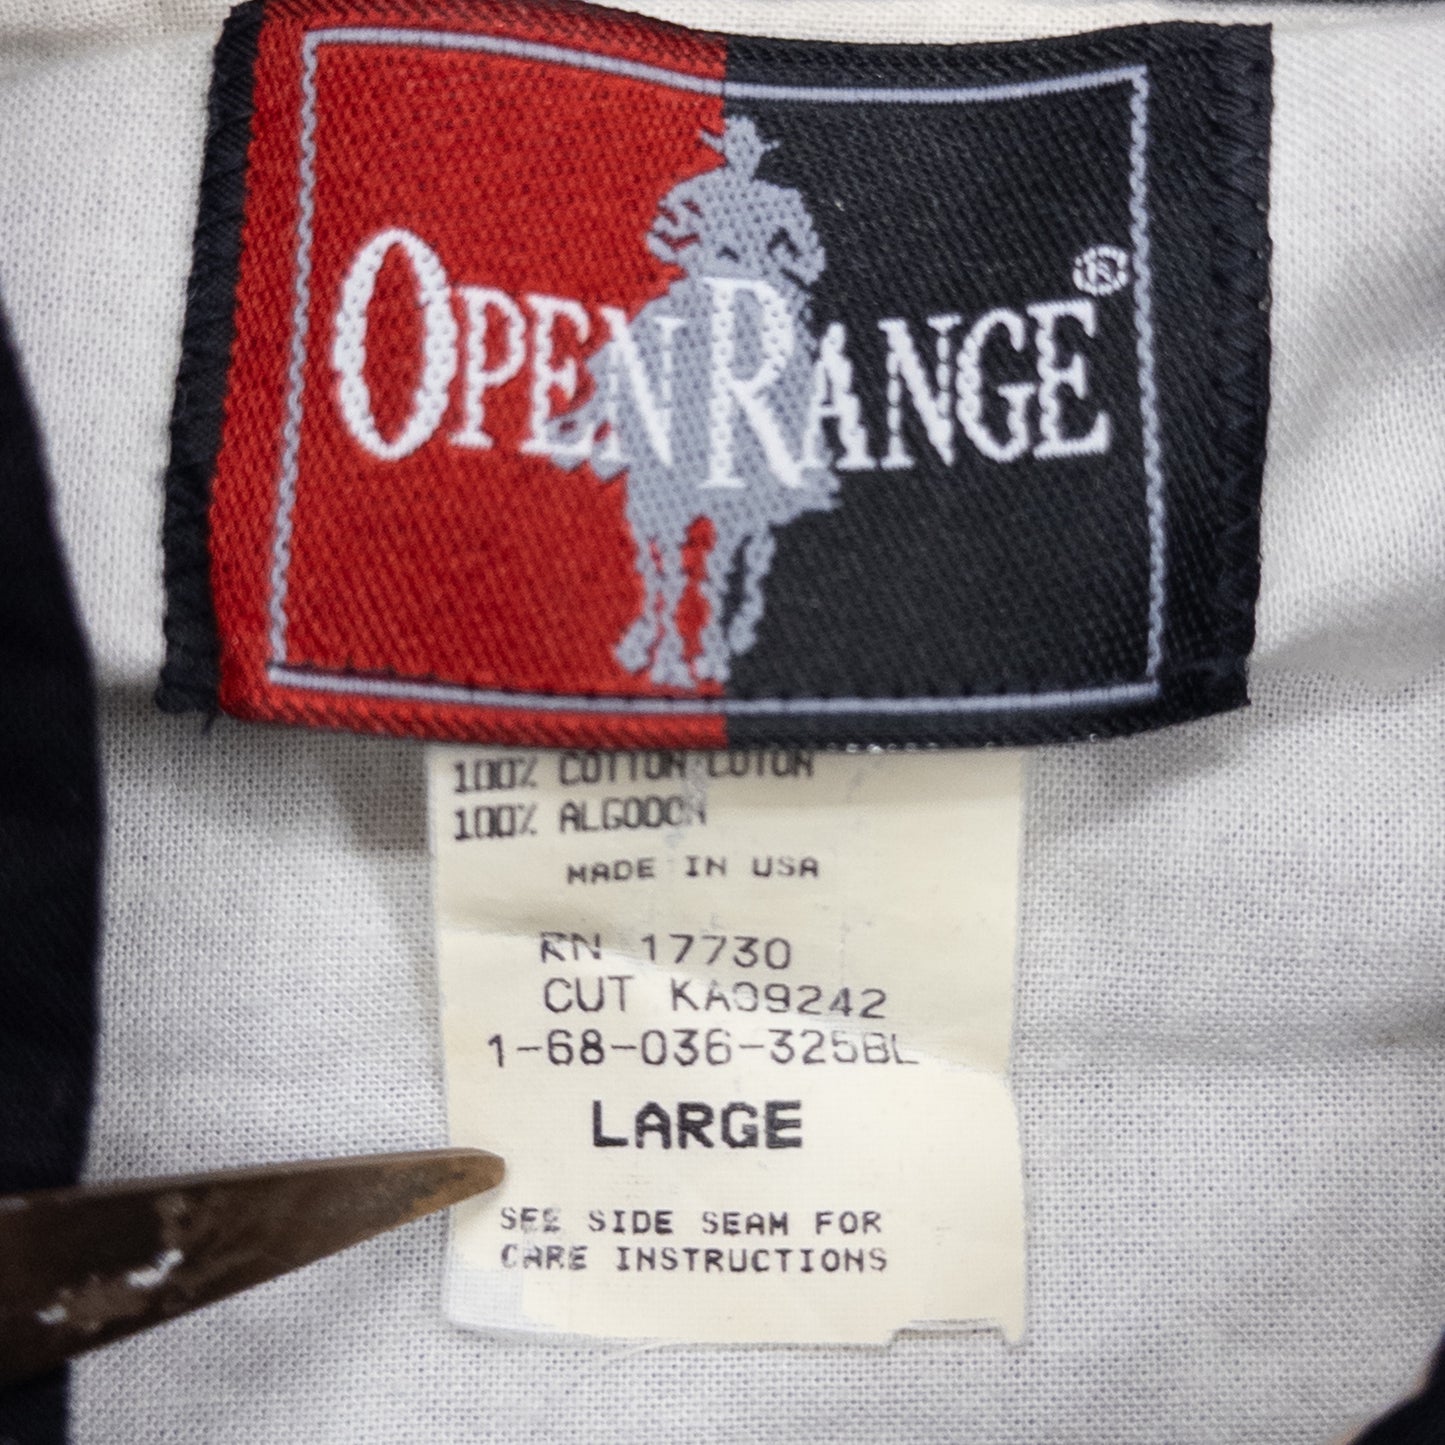 OPEN RANGE®
100% COTTON COTON
100% ALGODON
MADE IN USA
RN 17730
CUT KA09242
1-68-036-325BL
LARGE
SEE SIDE SEAM FOR
CARE INSTRUCTIONS